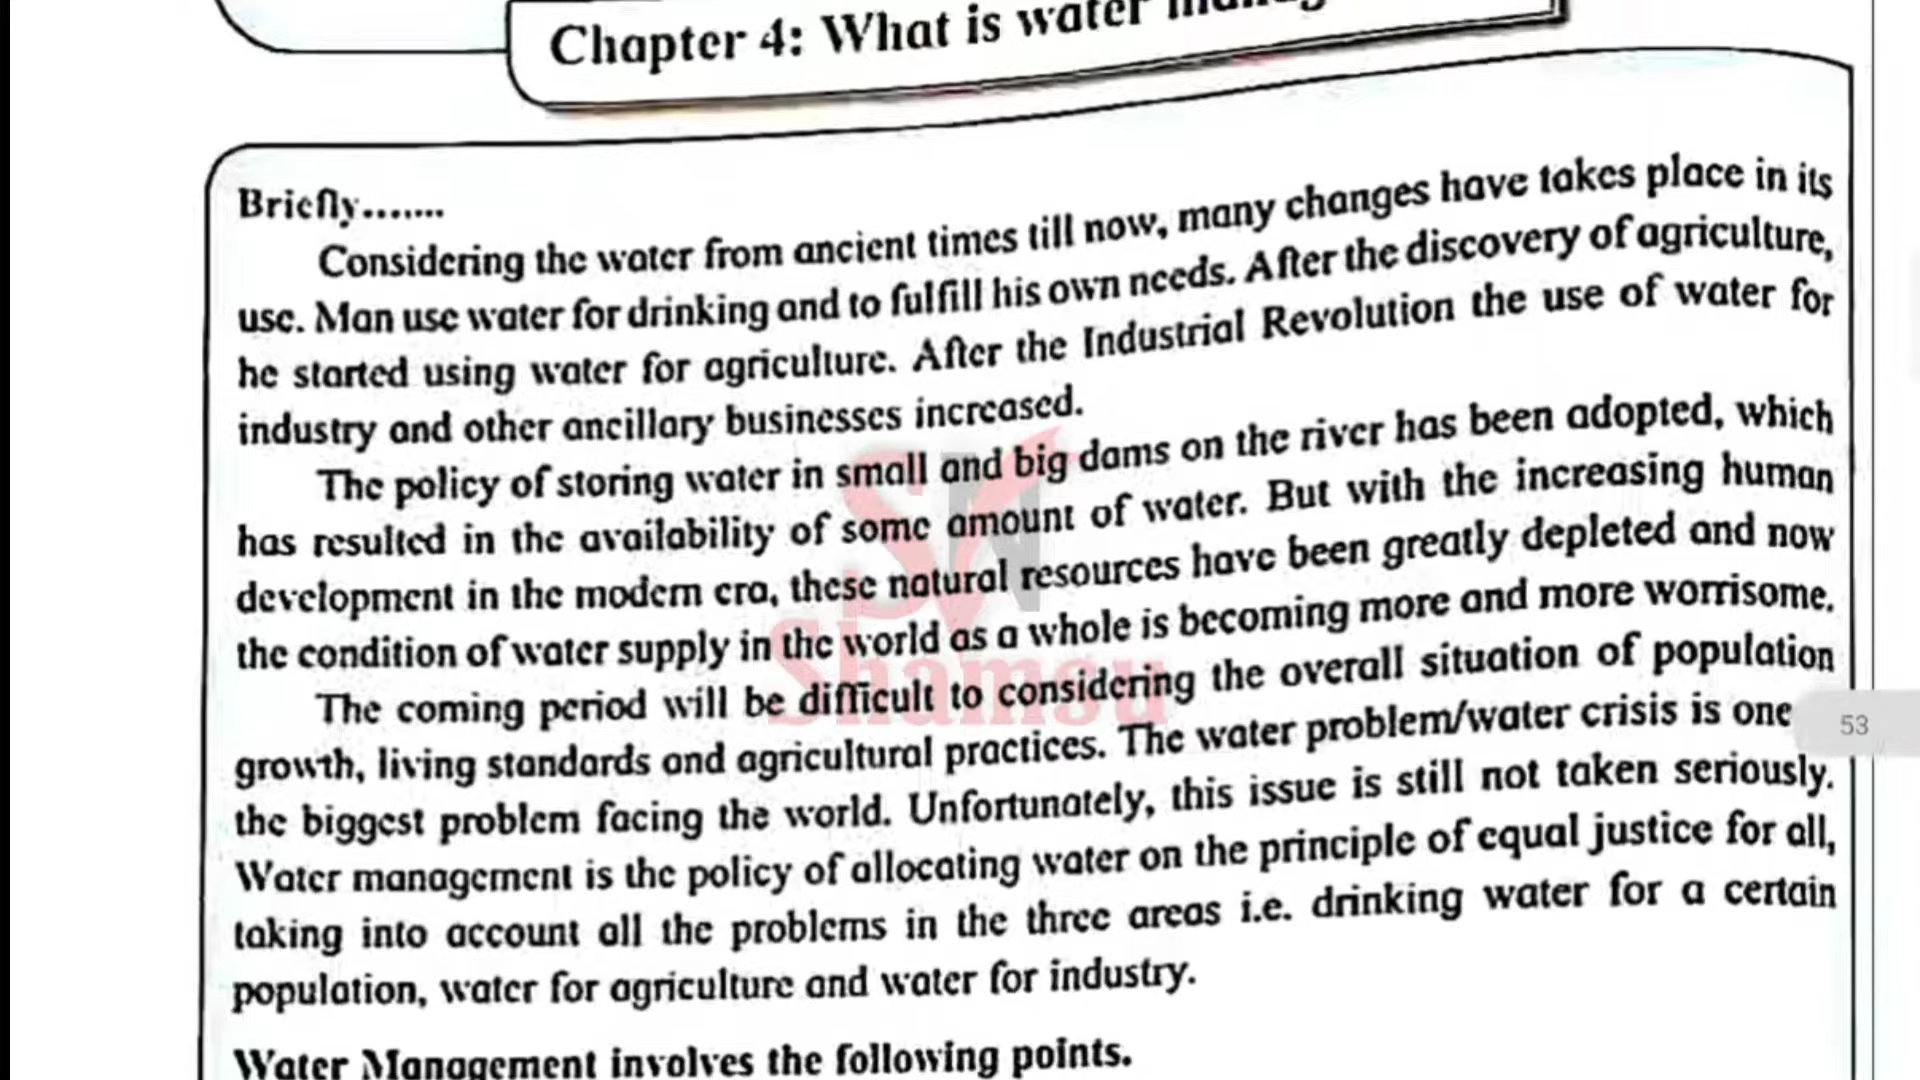 Chapter 4: What is water
Briefly.......
Considering the water from ancient times till now, many changes have takes place in its
use. Man use water for drinking and to fulfill his own needs. After the discovery of agriculture,
he started using water for agriculture. After the Industrial Revolution the use of water for
industry and other ancillary businesses increased.
The policy of storing water in small and big dams on the river has been adopted, which
has resulted in the availability of some amount of water. But with the increasing human
development in the modern era, these natural resources have been greatly depleted and now
the condition of water supply in the world as a whole is becoming more and more worrisome.
The coming period will be difficult to considering the overall situation of population
growth, living standards and agricultural practices. The water problem/water crisis is one
53
the biggest problem facing the world. Unfortunately, this issue is still not taken seriously.
Water management is the policy of allocating water on the principle of equal justice for all,
taking into account all the problems in the three areas i.e. drinking water for a certain
population, water for agriculture and water for industry.
Water Management involves the following points.
Shamsu